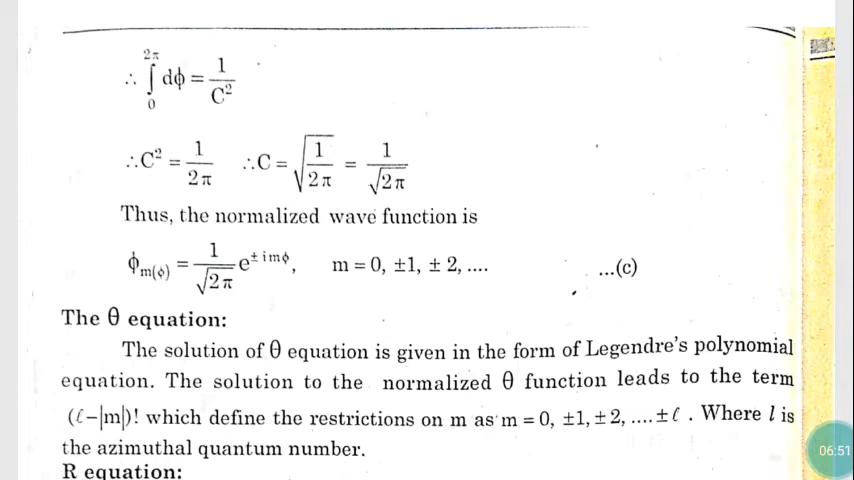 ∴ ∫₀²π dϕ = 1/C²
∴C² = 1/2π ∴C = √(1/2π) = 1/√2π
Thus, the normalized wave function is
ϕm(ϕ) = 1/√2π e^± imϕ, m = 0, ±1, ± 2, .... ...(c)
The θ equation:
The solution of θ equation is given in the form of Legendre's polynomial
equation. The solution to the normalized θ function leads to the term
(ℓ–|m|)! which define the restrictions on m as m = 0, ±1, ± 2, .... ± ℓ . Where l is
the azimuthal quantum number.
R equation:
06:51